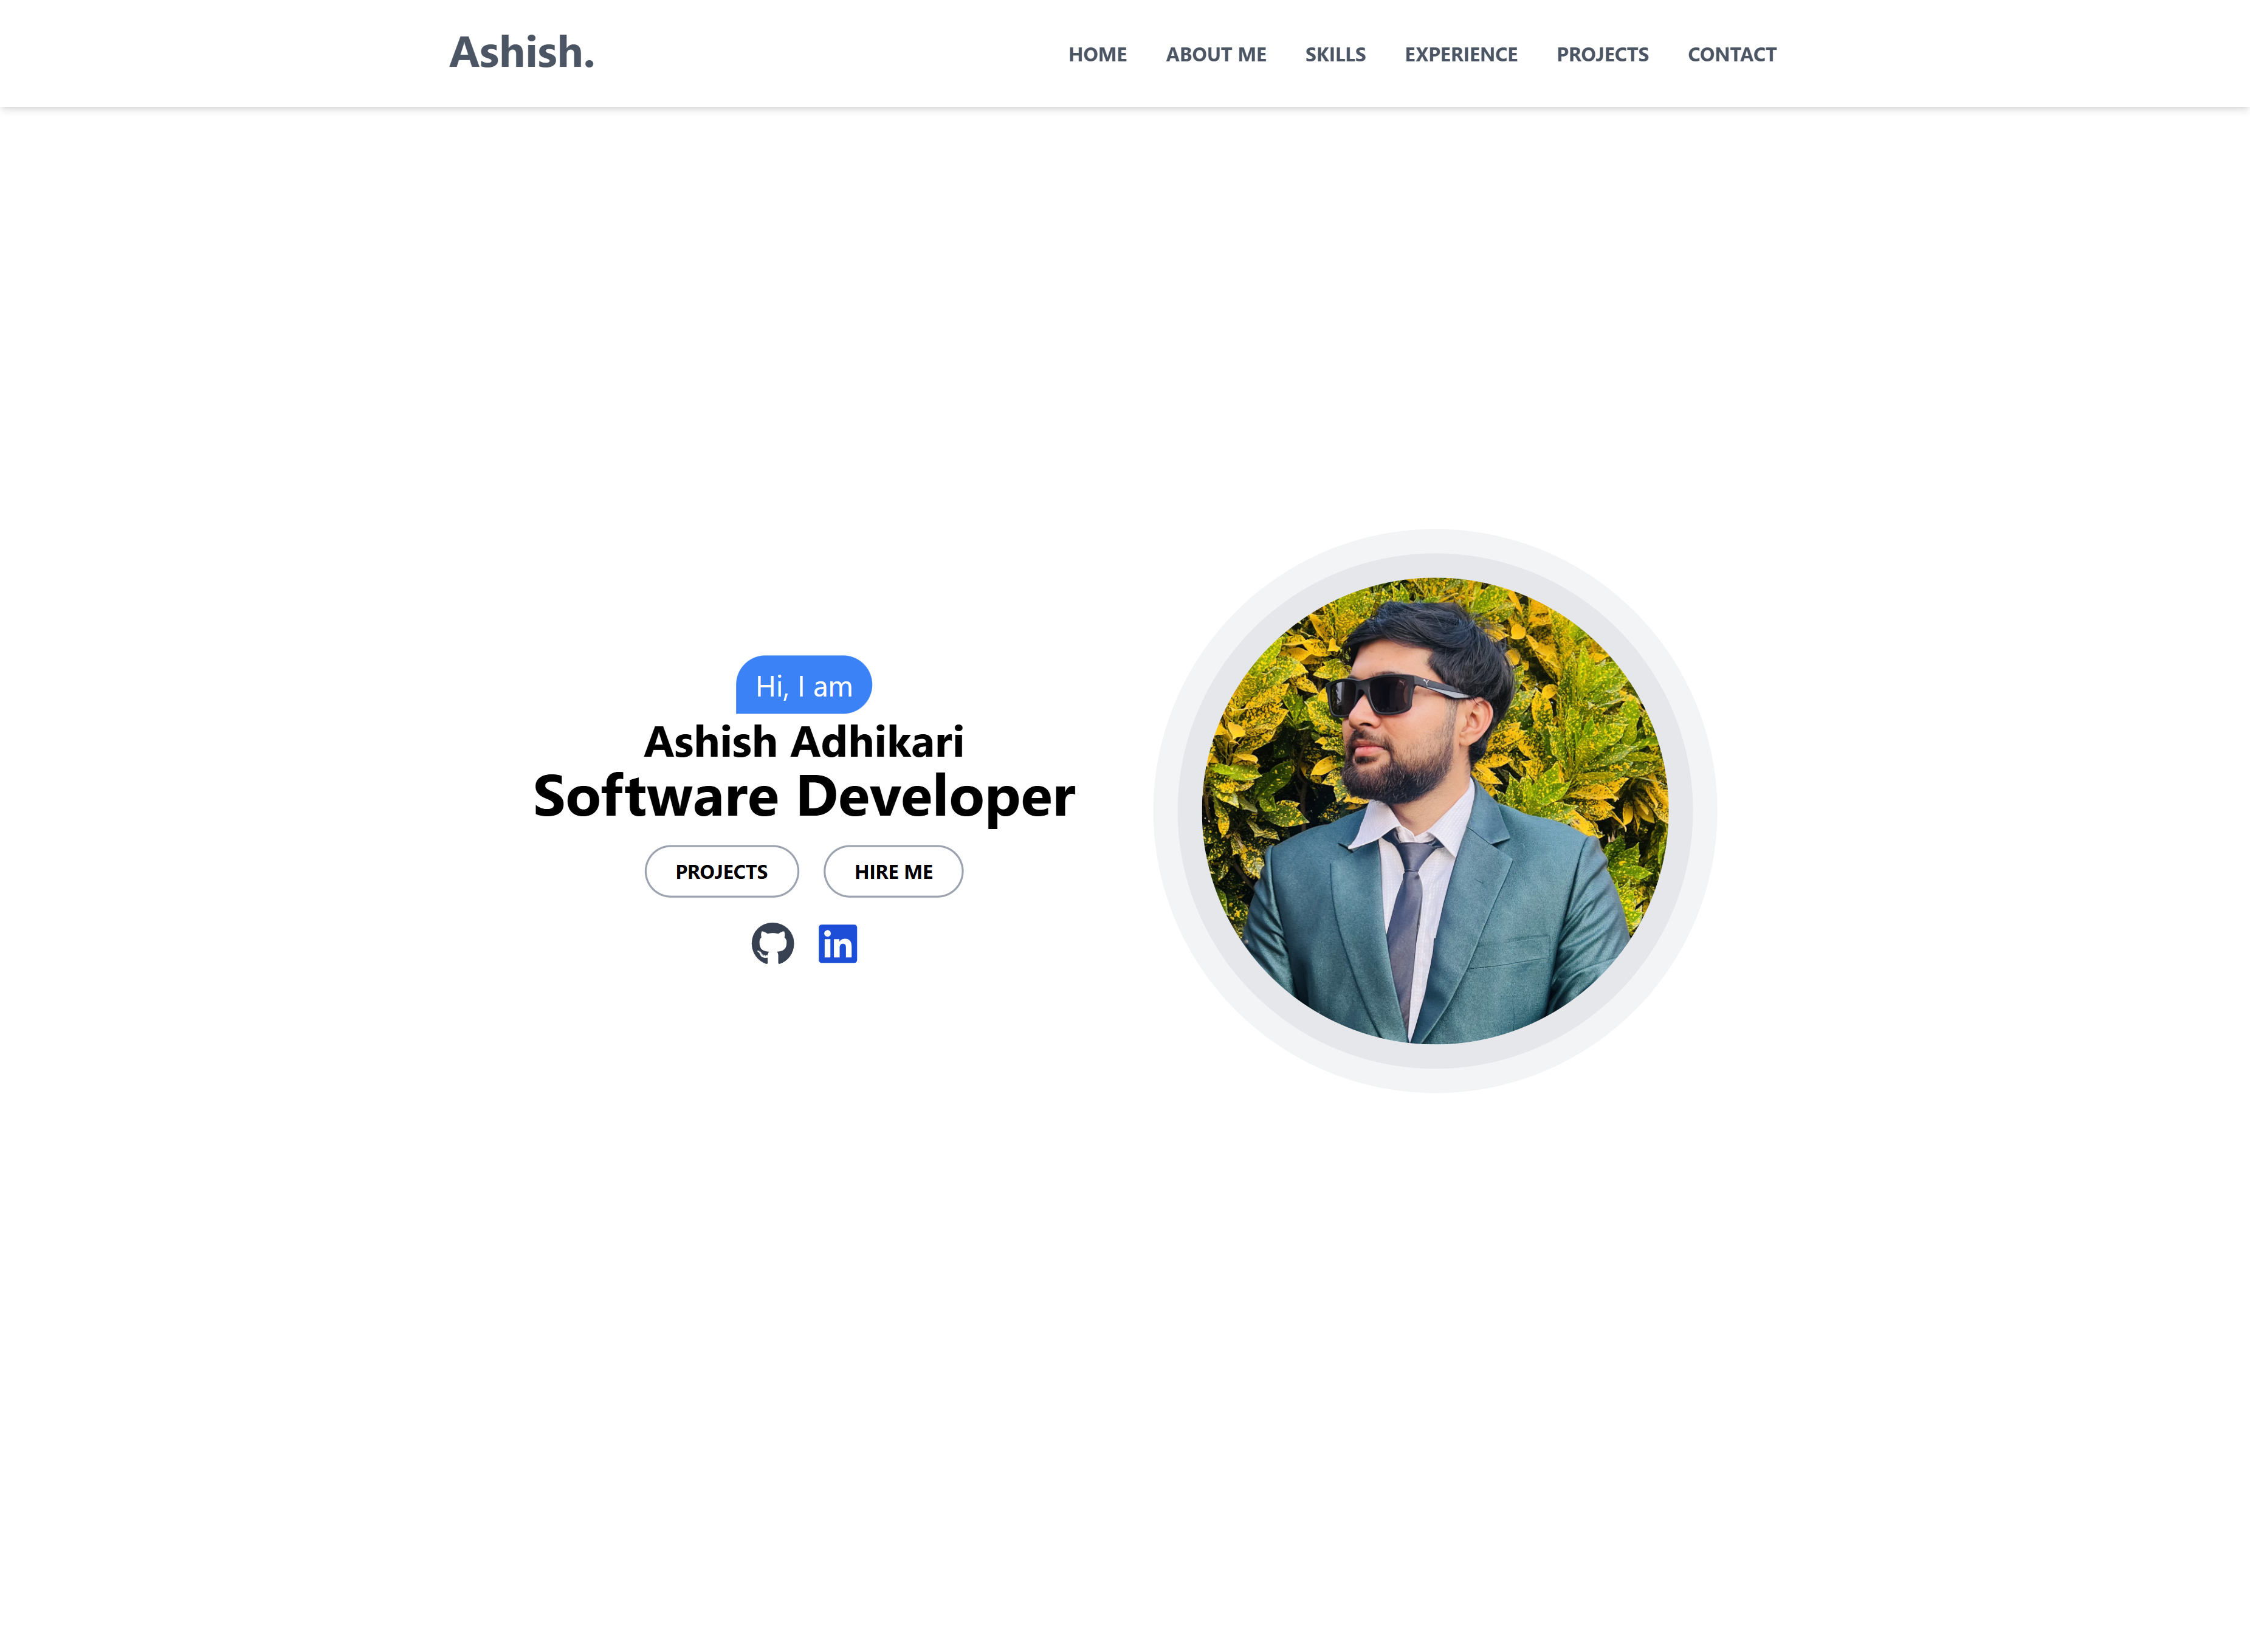 Ashish.
HOME ABOUT ME SKILLS EXPERIENCE PROJECTS CONTACT
Hi, I am
Ashish Adhikari
Software Developer
PROJECTS HIRE ME
in